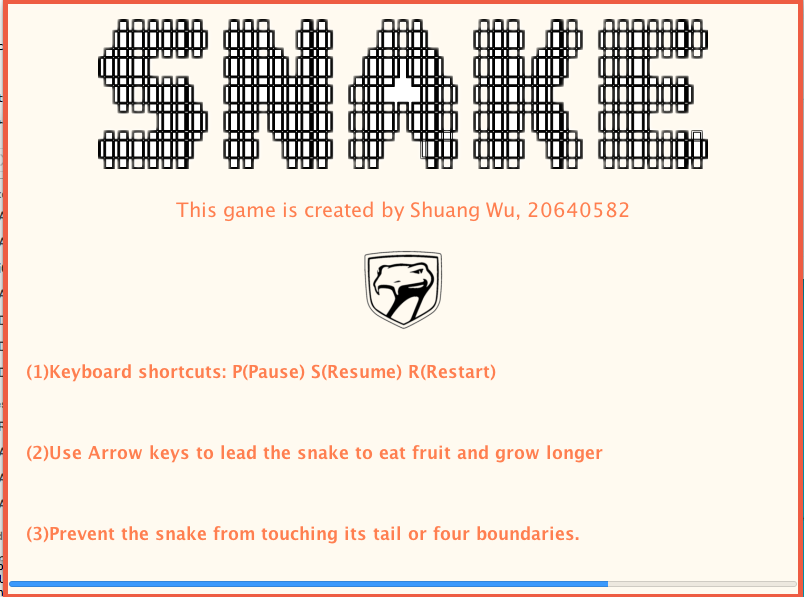 SNAKE
This game is created by Shuang Wu, 20640582
(1)Keyboard shortcuts: P(Pause) S(Resume) R(Restart)
(2)Use Arrow keys to lead the snake to eat fruit and grow longer
(3)Prevent the snake from touching its tail or four boundaries.